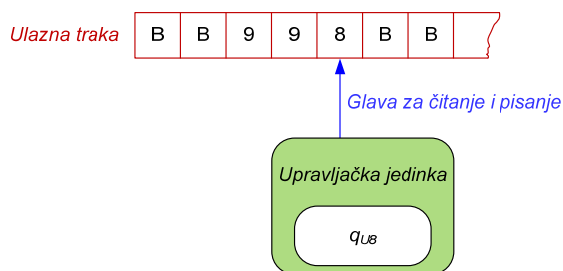 Ulazna traka B B 9 9 8 B B
Glava za čitanje i pisanje
Upravljačka jedinka
qU8